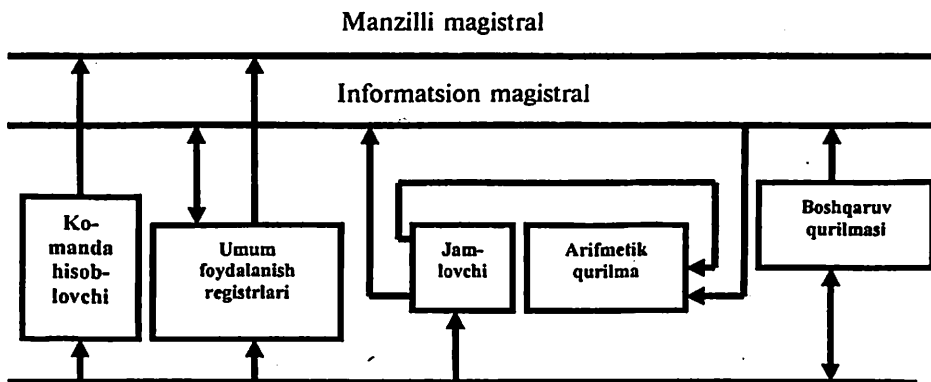 Manzilli magistral
Informatsion magistral
Ko-
manda
hisob-
lovchi
Umum
foydalanish
registrlari
Jam-
lovchi
Arifmetik
qurilma
Boshqaruv
qurilmasi